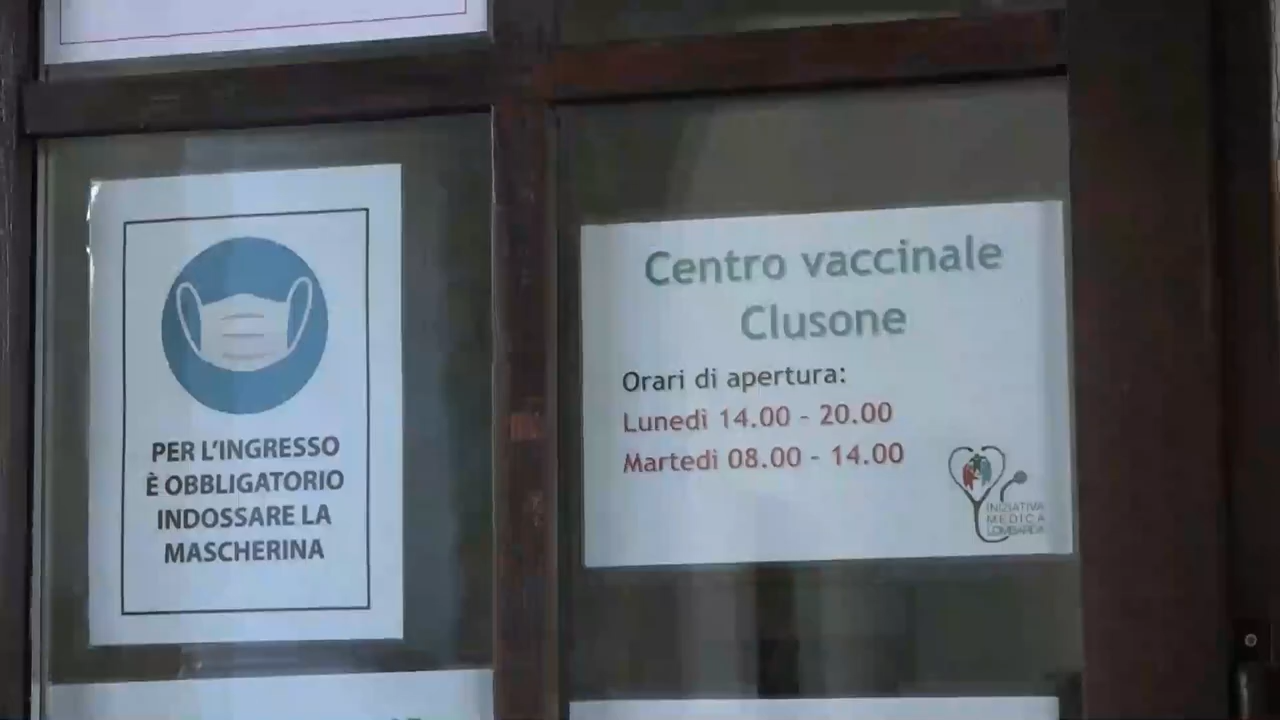 PER L'INGRESSO
È OBBLIGATORIO
INDOSSARE LA
MASCHERINA
Centro vaccinale
Clusone
Orari di apertura:
Lunedì 14.00 - 20.00
Martedì 08.00 - 14.00
INIZIATIVA
MEDICA
LOMBARDA